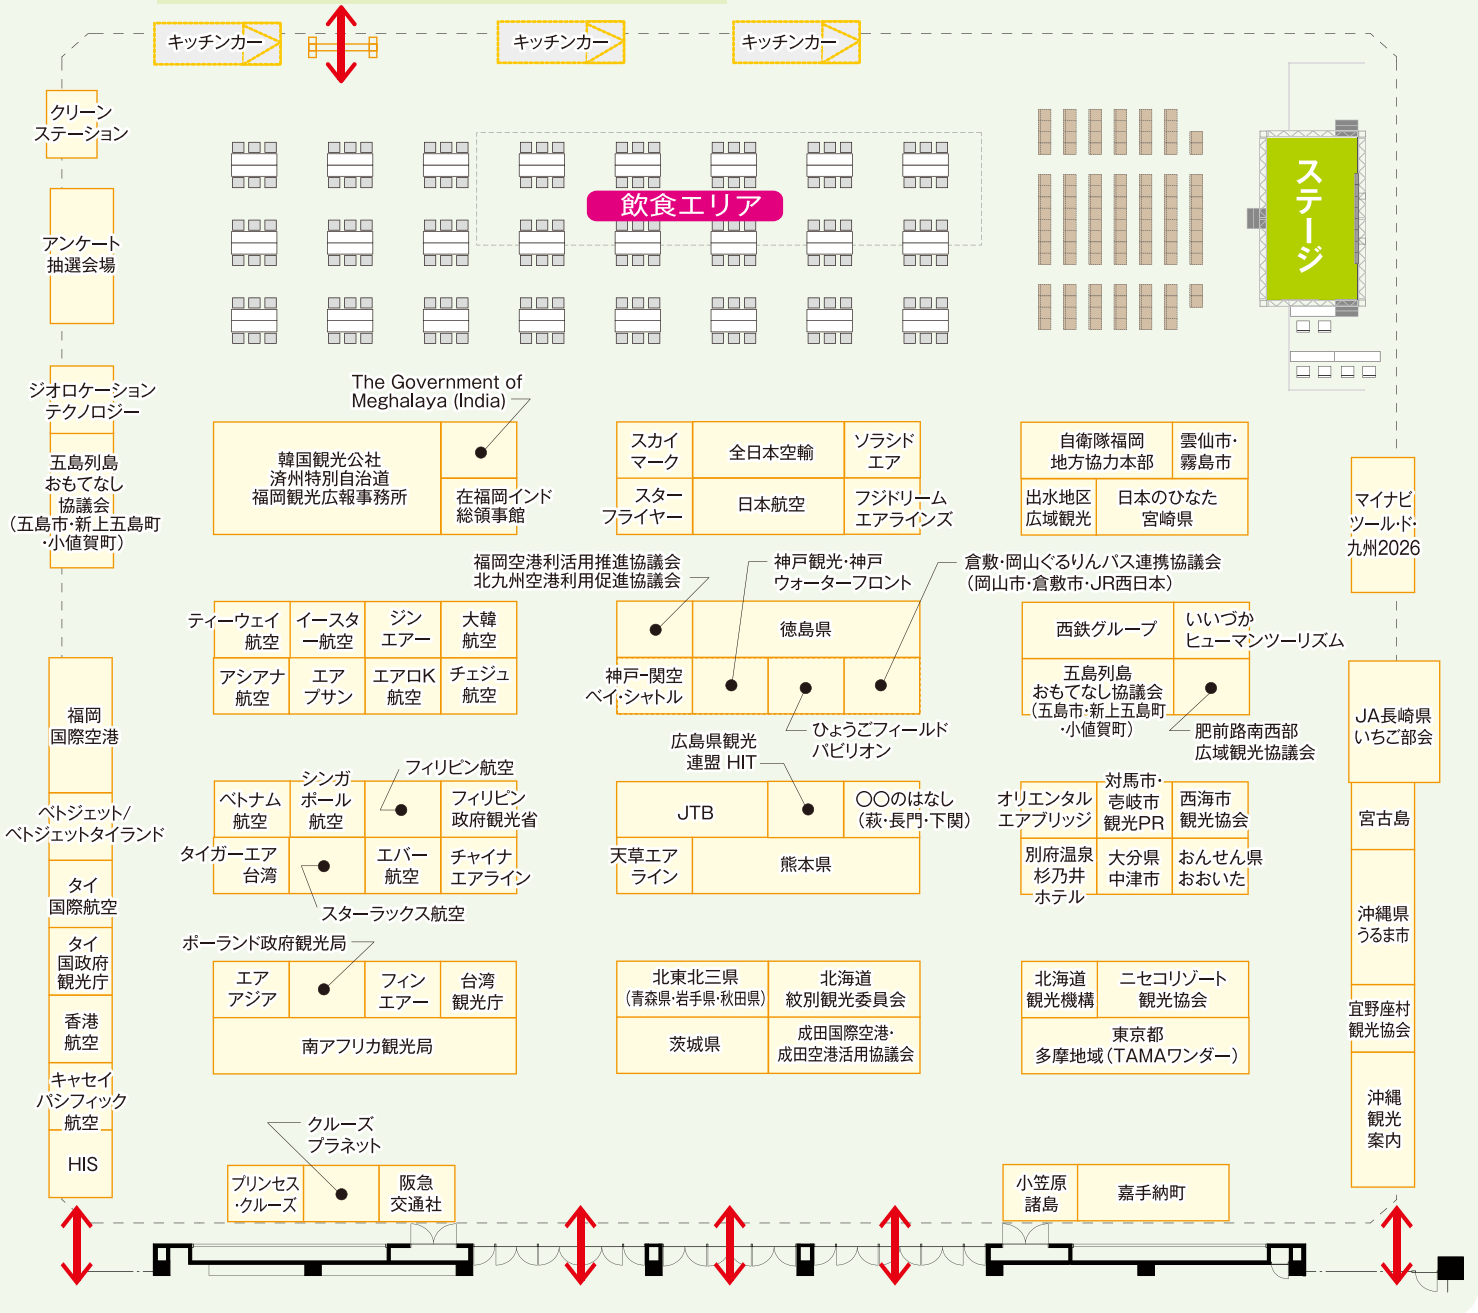 キッチンカー
キッチンカー
キッチンカー
クリーン
ステーション
アンケート
抽選会場
飲食エリア
ステージ
ジオロケーション
テクノロジー
五島列島
おもてなし
協議会
(五島市・新上五島町
・小値賀町)
The Government of
Meghalaya (India)
韓国観光公社
済州特別自治道
福岡観光広報事務所
在福岡インド
総領事館
スカイ
マーク
全日本空輸
ソラシド
エア
スター
フライヤー
日本航空
フジドリーム
エアラインズ
自衛隊福岡
地方協力本部
雲仙市・
霧島市
出水地区
広域観光
日本のひなた
宮崎県
マイナビ
ツール・ド・
九州2026
福岡空港利活用推進協議会
北九州空港利用促進協議会
神戸観光・神戸
ウォーターフロント
倉敷・岡山ぐるりんパス連携協議会
(岡山市・倉敷市・JR西日本)
ティーウェイ
航空
イースタ
ー航空
ジン
エアー
大韓
航空
アシアナ
航空
エア
プサン
エアロK
航空
チェジュ
航空
徳島県
神戸ー関空
ベイ・シャトル
ひょうごフィールド
パビリオン
西鉄グループ
いいづか
ヒューマンツーリズム
五島列島
おもてなし協議会
(五島市・新上五島町
・小値賀町)
肥前路南西部
広域観光協議会
福岡
国際空港
JA長崎県
いちご部会
ベトジェット/
ベトジェットタイランド
タイ
国際航空
タイ
国政府
観光庁
香港
航空
キャセイ
パシフィック
航空
HIS
ベトナム
航空
シンガ
ポール
航空
フィリピン航空
フィリピン
政府観光省
タイガーエア
台湾
スターラックス航空
エバー
航空
チャイナ
エアライン
広島県観光
連盟 HIT
JTB
〇〇のはなし
(萩・長門・下関)
天草エア
ライン
熊本県
オリエンタル
エアブリッジ
対馬市・
壱岐市
観光PR
西海市
観光協会
別府温泉
杉乃井
ホテル
大分県
中津市
おんせん県
おおいた
宮古島
沖縄県
うるま市
宜野座村
観光協会
沖縄
観光
案内
ポーランド政府観光局
エア
アジア
フィン
エアー
台湾
観光庁
南アフリカ観光局
北東北三県
(青森県・岩手県・秋田県)
北海道
紋別観光委員会
茨城県
成田国際空港・
成田空港活用協議会
北海道
観光機構
ニセコリゾート
観光協会
東京都
多摩地域(TAMAワンダー)
クルーズ
プラネット
プリンセス
・クルーズ
阪急
交通社
小笠原
諸島
嘉手納町